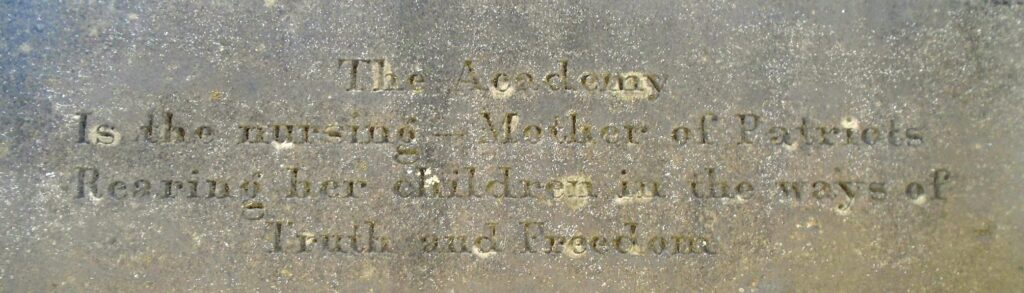 The Academy
Is the nursing – Mother of Patriots
Rearing her children in the ways of
Truth and Freedom